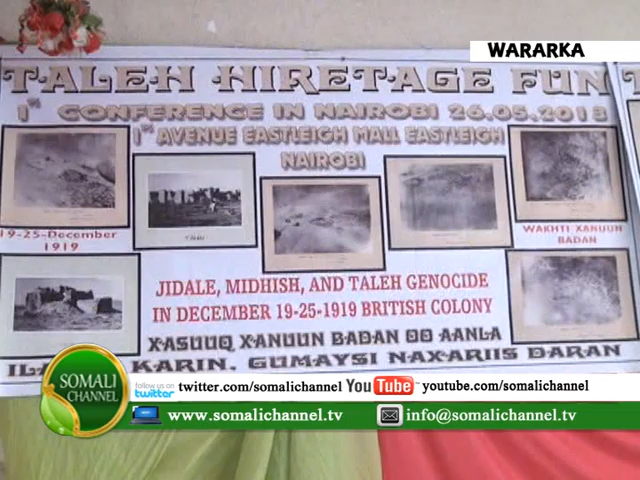 WARARKA
TALEH HIRETAGE FUN
1ST CONFERENCE IN NAIROBI 26.05.2013
1ST AVENUE EASTLEIGH MALL EASTLEIGH
NAIROBI
19-25-December
1919
WAKHTI XANUUN
BADAN
JIDALE, MIDHISH, AND TALEH GENOCIDE
IN DECEMBER 19-25-1919 BRITISH COLONY
XASUUQ XANUUN BADAN OO AANLA
KARIN. GUMAYSI NAXARIIS DARAN
SOMALI
CHANNEL
follow us on
twitter
twitter.com/somalichannel
YouTube
youtube.com/somalichannel
www.somalichannel.tv
info@somalichannel.tv